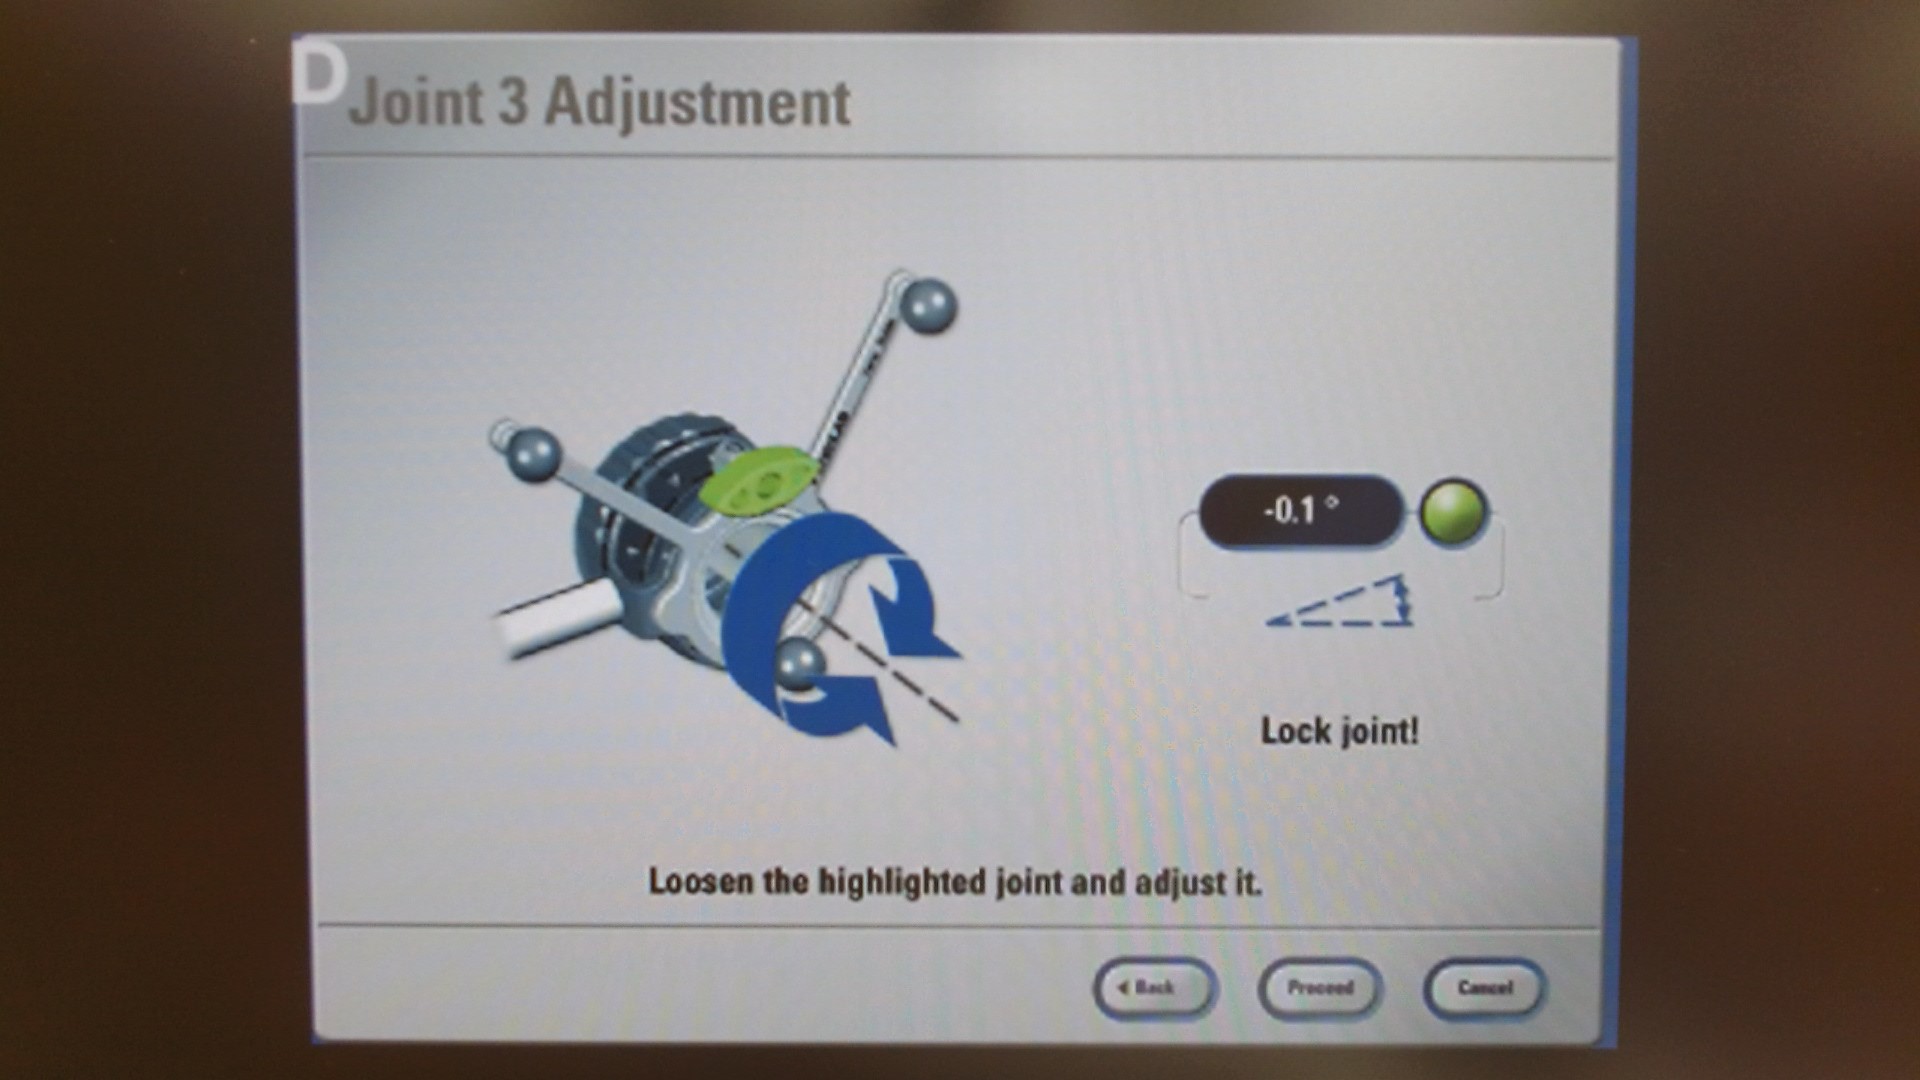 D
Joint 3 Adjustment
-0.1 °
Lock joint!
Loosen the highlighted joint and adjust it.
Back
Proceed
Cancel